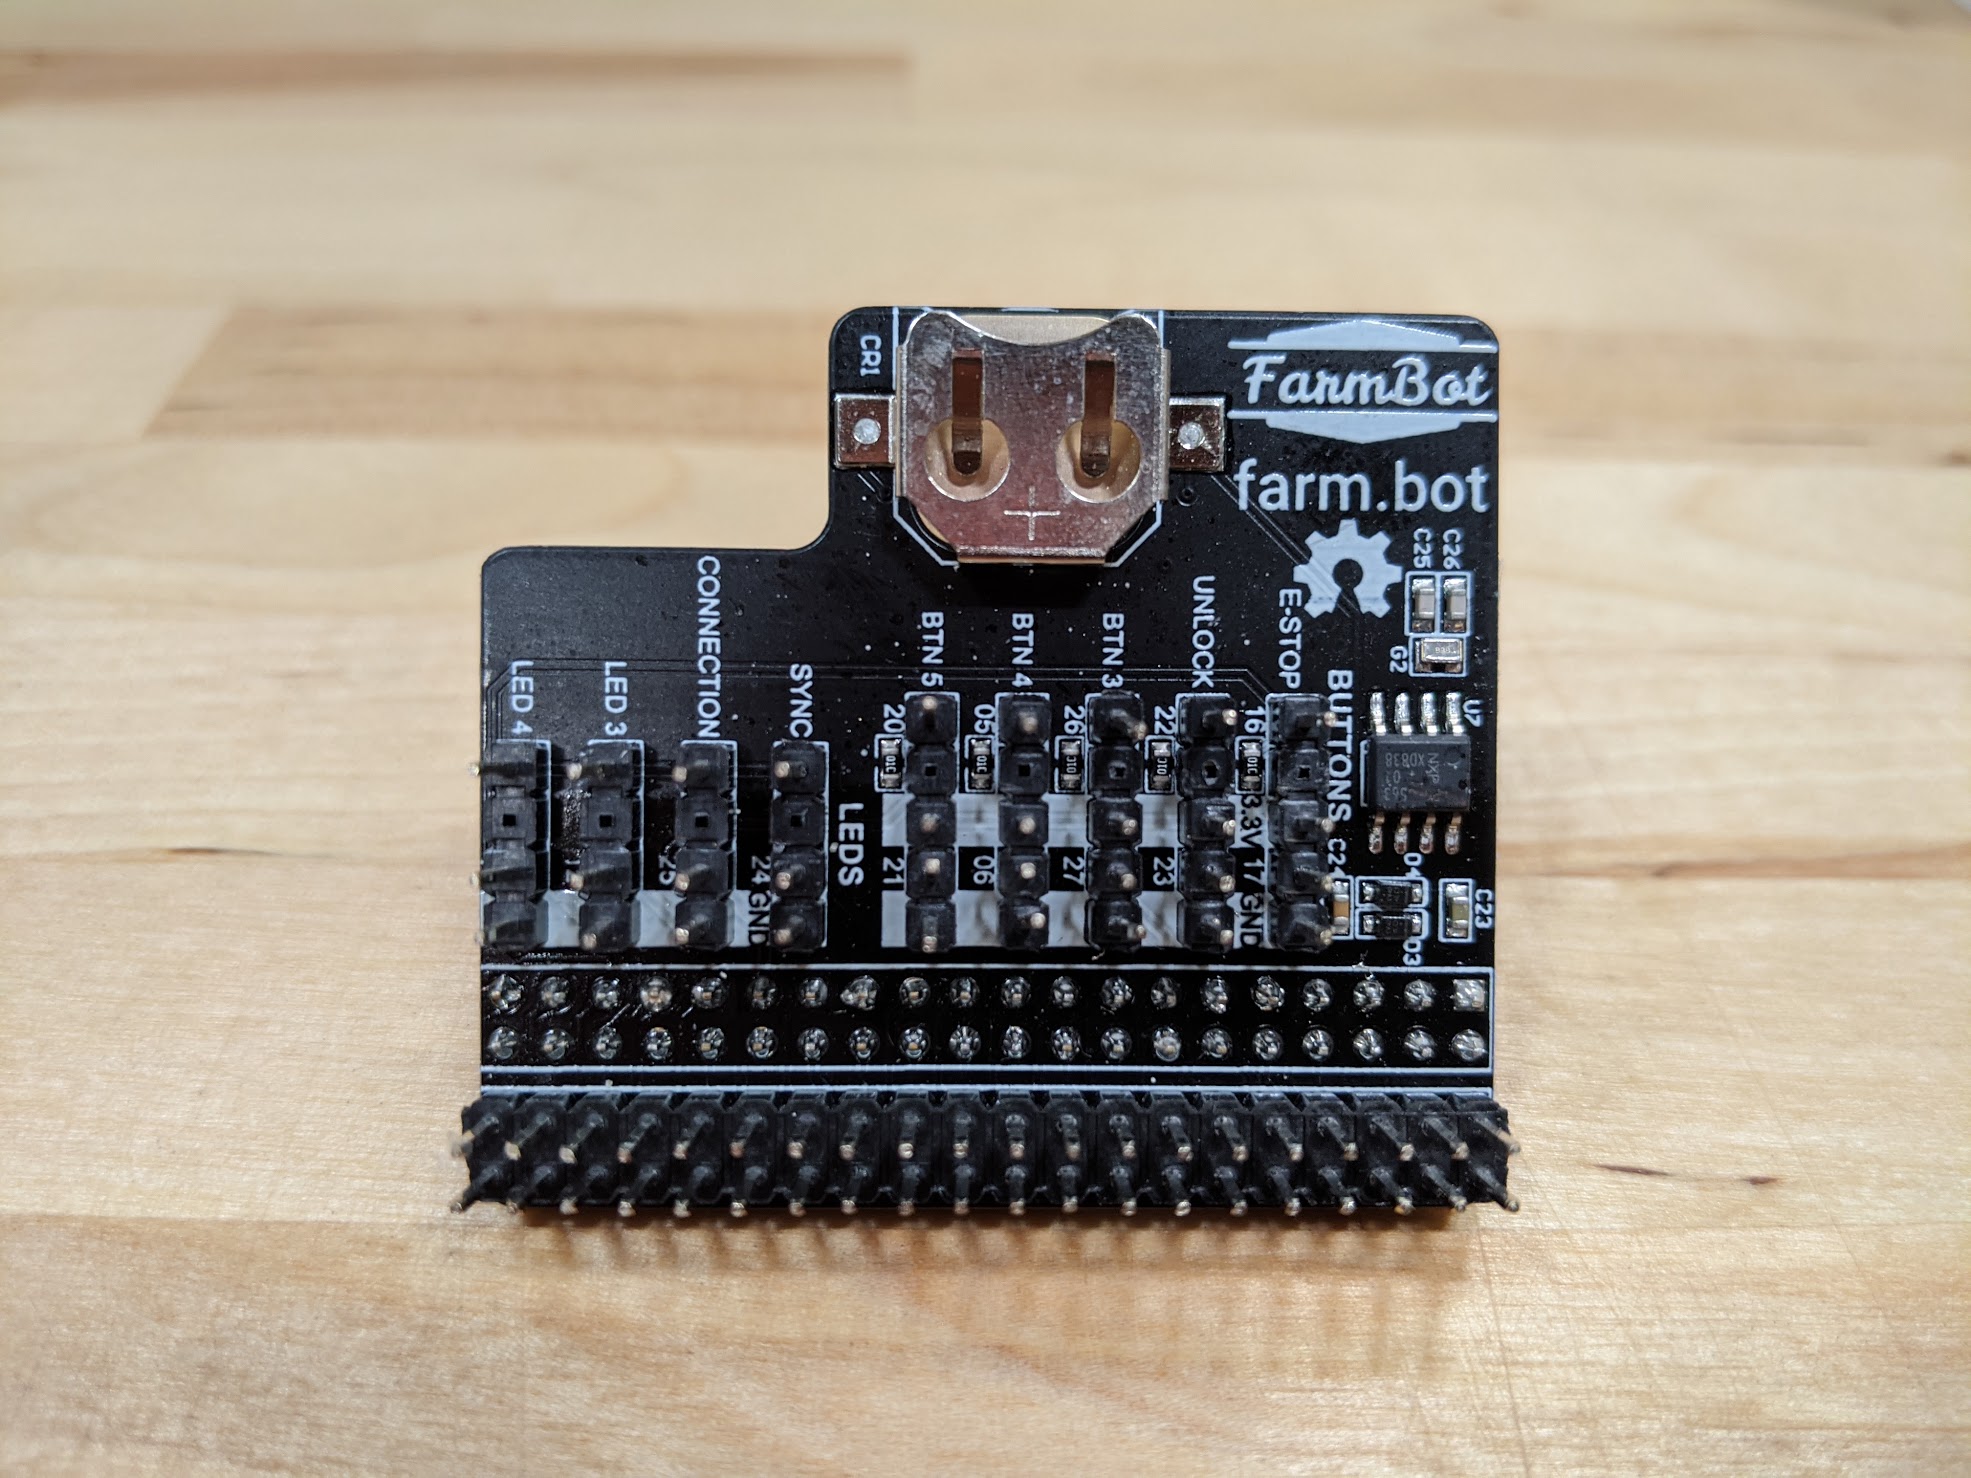 CR1
FarmBot
farm.bot
C25
C26
G2
U7
CONNECTION
LED 4
LED 3
SYNC
LEDS
BTN 5
BTN 4
BTN 3
UNLOCK
E-STOP
BUTTONS
20
05
26
22
16
3.3V
21
06
27
23
17
GND
25
24
GND
NXP
C24
D4
D3
C23